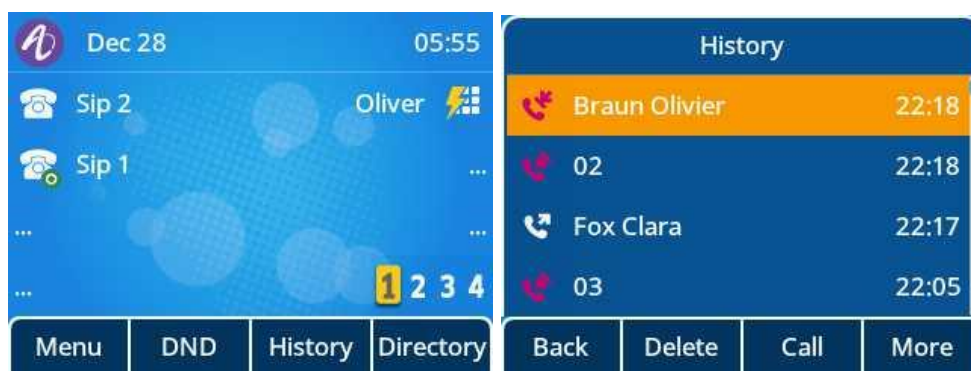 Dec 28 05:55
Sip 2 Oliver
Sip 1 ...
... ...
...
1 2 3 4
Menu DND History Directory
History
Braun Olivier 22:18
02 22:18
Fox Clara 22:17
03 22:05
Back Delete Call More